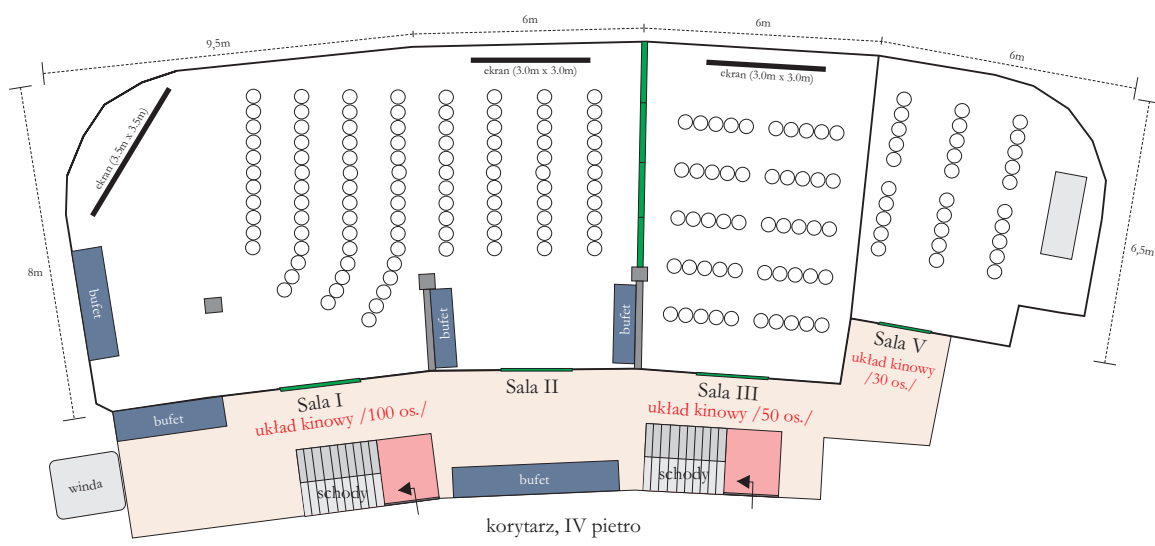 6m
6m
9,5m
6m
ekran (3.0m x 3.0m)
ekran (3.0m x 3.0m)
ekran (3.5m x 3.5m)
8m
6,5m
bufet
bufet
bufet
Sala V
układ kinowy
/30 os./
Sala II
Sala III
układ kinowy /50 os./
Sala I
układ kinowy /100 os./
bufet
winda
schody
bufet
schody
korytarz, IV pietro